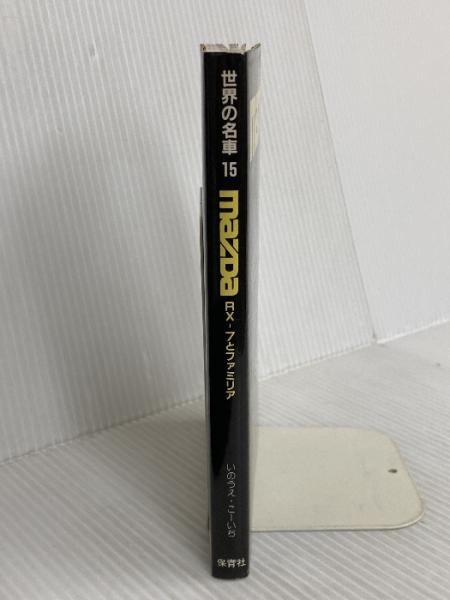 世界の名車
15
mazDa
RX-7とファミリア
いのうえ・こーいち
保育社